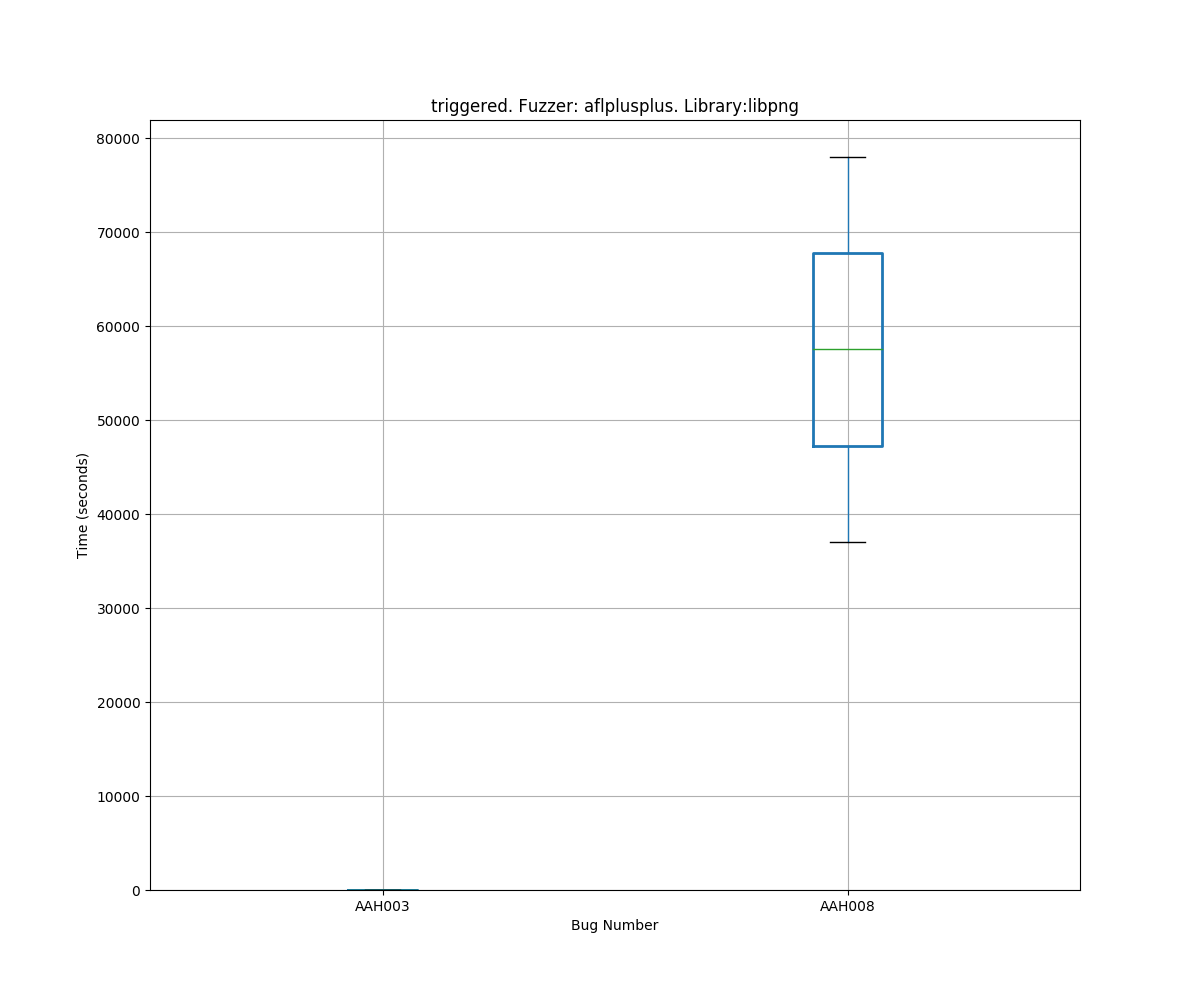 triggered. Fuzzer: aflplusplus. Library:libpng
80000
70000
60000
50000
40000
30000
20000
10000
0
Time (seconds)
AAH003
AAH008
Bug Number